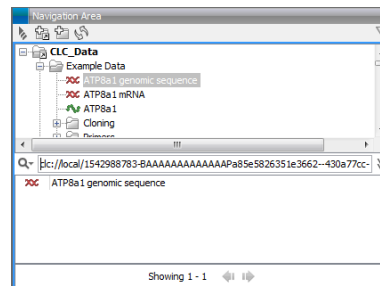 Navigation Area
CLC_Data
Example Data
ATP8a1 genomic sequence
ATP8a1 mRNA
ATP8a1
Cloning
Primers
clc://local/1542988783-BAAAAAAAAAAAAAPa85e5826351e3662--430a77cc-
ATP8a1 genomic sequence
Showing 1 - 1